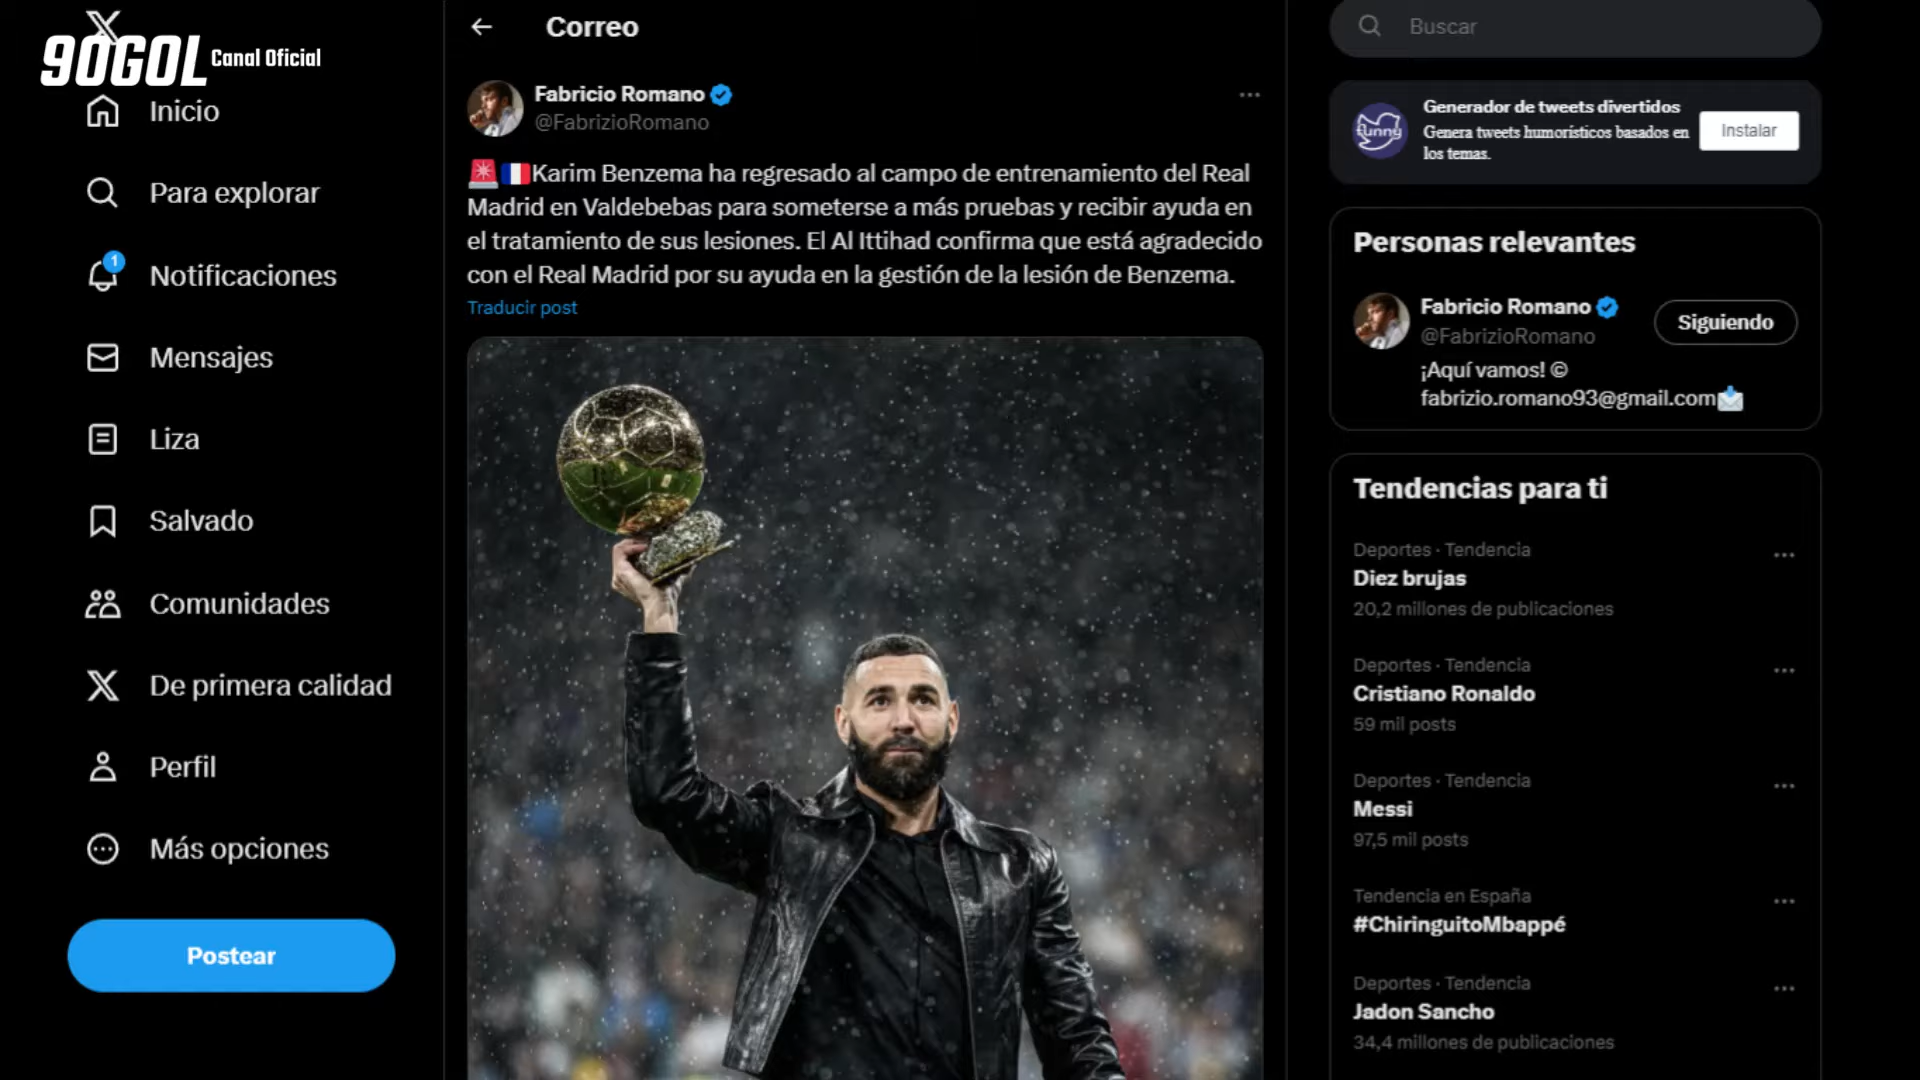 90GOL Canal Oficial
Inicio
Para explorar
1
Notificaciones
Mensajes
Liza
Salvado
Comunidades
De primera calidad
Perfil
Más opciones
Postear
Correo
Fabricio Romano
@FabrizioRomano
Karim Benzema ha regresado al campo de entrenamiento del Real
Madrid en Valdebebas para someterse a más pruebas y recibir ayuda en
el tratamiento de sus lesiones. El Al Ittihad confirma que está agradecido
con el Real Madrid por su ayuda en la gestión de la lesión de Benzema.
Traducir post
Buscar
funny
Generador de tweets divertidos
Genera tweets humorísticos basados en
los temas.
Instalar
Personas relevantes
Fabricio Romano
@FabrizioRomano
Siguiendo
¡Aquí vamos! ©
fabrizio.romano93@gmail.com
Tendencias para ti
Deportes · Tendencia
Diez brujas
20,2 millones de publicaciones
Deportes · Tendencia
Cristiano Ronaldo
59 mil posts
Deportes · Tendencia
Messi
97,5 mil posts
Tendencia en España
#ChiringuitoMbappé
Deportes · Tendencia
Jadon Sancho
34,4 millones de publicaciones